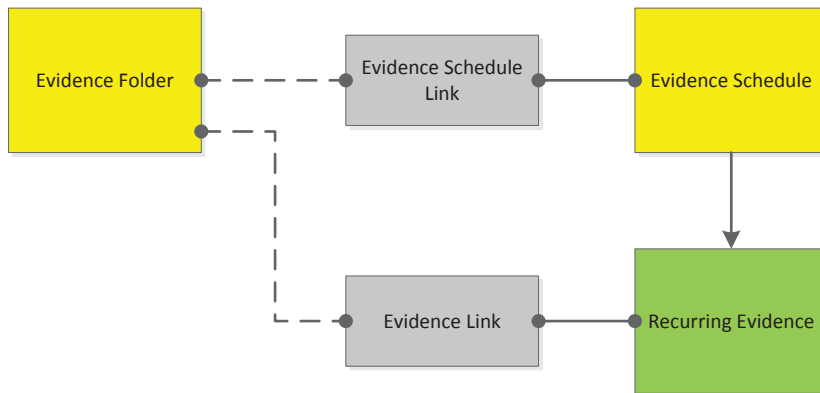 Evidence Folder
Evidence Schedule
Link
Evidence Schedule
Evidence Link
Recurring Evidence